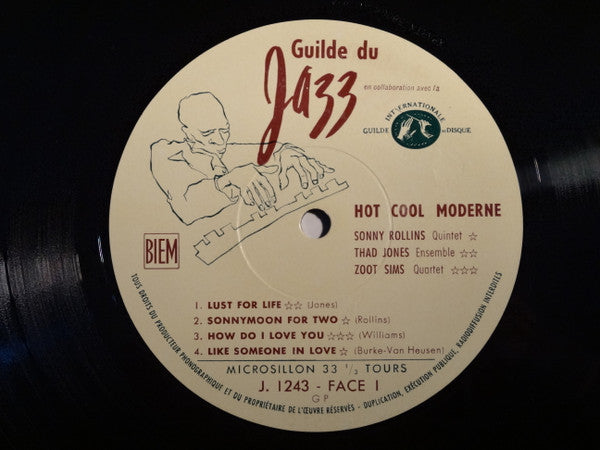 Guilde du
Jazz
en collaboration avec la
INTERNATIONALE
GUILDE DU DISQUE
HOT COOL MODERNE
SONNY ROLLINS Quintet ☆
THAD JONES Ensemble ☆☆
ZOOT SIMS Quartet ☆☆☆
BIEM
1. LUST FOR LIFE ☆☆ (Jones)
2. SONNYMOON FOR TWO ☆ (Rollins)
3. HOW DO I LOVE YOU ☆☆☆ (Williams)
4. LIKE SOMEONE IN LOVE ☆ (Burke-Van Heusen)
MICROSILLON 33 1/3 TOURS
J. 1243 - FACE 1
G P
TOUS DROITS DU PRODUCTEUR PHONOGRAPHIQUE ET DU PROPRIÉTAIRE DE L'ŒUVRE RÉSERVÉS - DUPLICATION, EXÉCUTION PUBLIQUE, RADIODIFFUSION INTERDITES